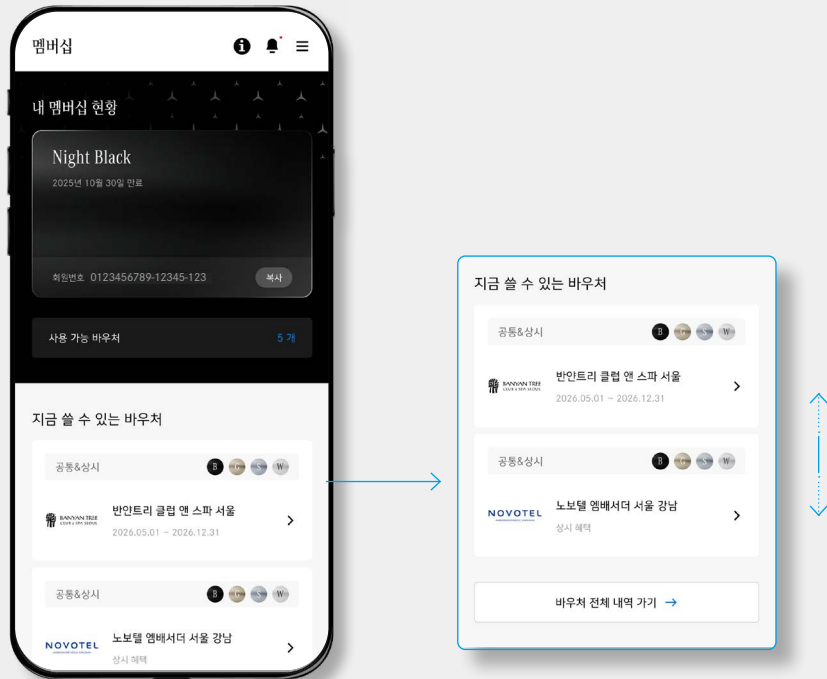 멤버십
내 멤버십 현황
Night Black
2025년 10월 30일 만료
회원번호 0123456789-12345-123
복사
사용 가능 바우처
5 개
지금 쓸 수 있는 바우처
공통&상시
B G S W
BANYAN TREE
CLUB & SPA SEOUL
반얀트리 클럽 앤 스파 서울
2026.05.01 ~ 2026.12.31
공통&상시
B G S W
NOVOTEL
노보텔 엠배서더 서울 강남
상시 혜택
지금 쓸 수 있는 바우처
공통&상시
B G S W
BANYAN TREE
CLUB & SPA SEOUL
반얀트리 클럽 앤 스파 서울
2026.05.01 ~ 2026.12.31
공통&상시
B G S W
NOVOTEL
노보텔 엠배서더 서울 강남
상시 혜택
바우처 전체 내역 가기 →